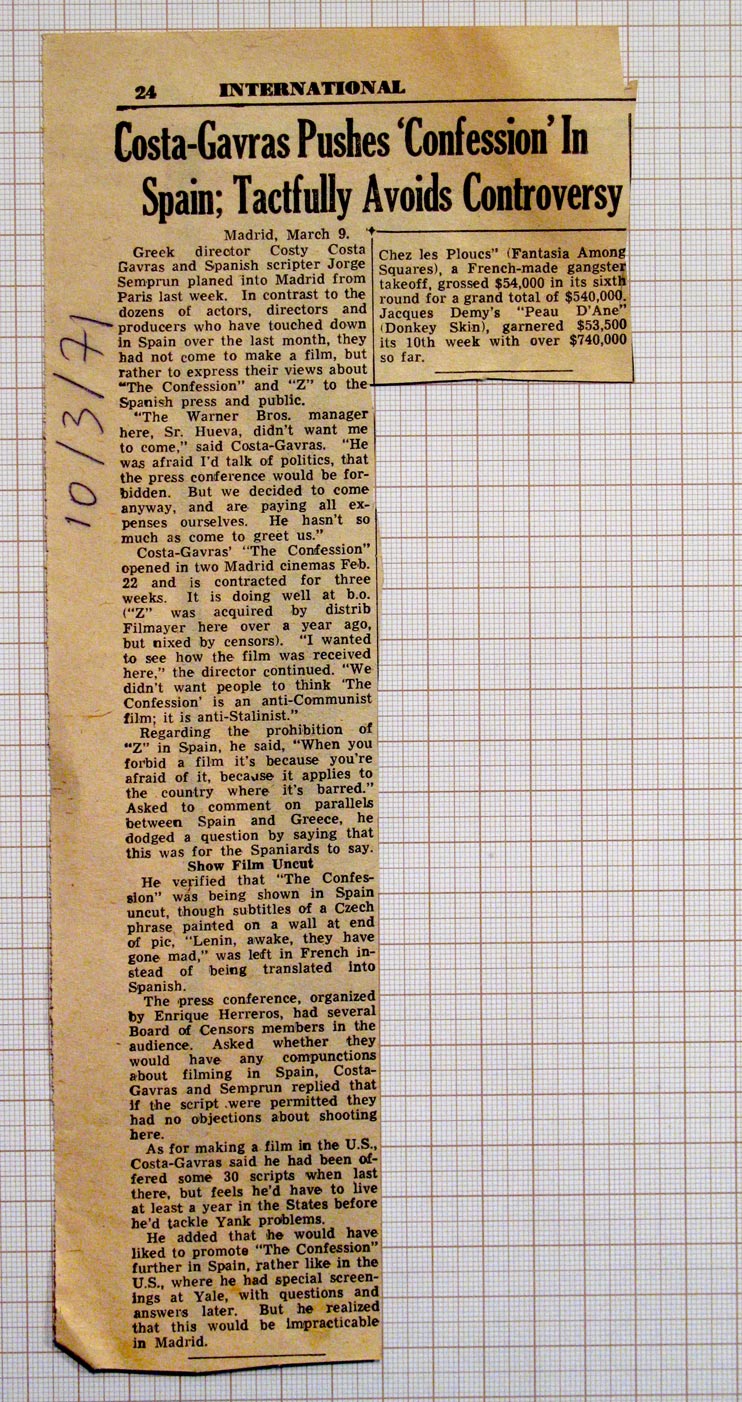 24 INTERNATIONAL
Costa-Gavras Pushes ‘Confession’ In
Spain; Tactfully Avoids Controversy
Madrid, March 9.
Greek director Costy Costa
Gavras and Spanish scripter Jorge
Semprun planed into Madrid from
Paris last week. In contrast to the
dozens of actors, directors and
producers who have touched down
in Spain over the last month, they
had not come to make a film, but
rather to express their views about
"The Confession" and "Z" to the
Spanish press and public.
"The Warner Bros. manager
here, Sr. Hueva, didn't want me
to come," said Costa-Gavras. "He
was afraid I'd talk of politics, that
the press conference would be for-
bidden. But we decided to come
anyway, and are paying all ex-
penses ourselves. He hasn't so
much as come to greet us."
Costa-Gavras' "The Confession"
opened in two Madrid cinemas Feb.
22 and is contracted for three
weeks. It is doing well at b.o.
("Z" was acquired by distrib
Filmayer here over a year ago,
but nixed by censors). "I wanted
to see how the film was received
here," the director continued. "We
didn't want people to think 'The
Confession' is an anti-Communist
film; it is anti-Stalinist."
Regarding the prohibition of
"Z" in Spain, he said, "When you
forbid a film it's because you're
afraid of it, because it applies to
the country where it's barred."
Asked to comment on parallels
between Spain and Greece, he
dodged a question by saying that
this was for the Spaniards to say.
Show Film Uncut
He verified that "The Confes-
sion" was being shown in Spain
uncut, though subtitles of a Czech
phrase painted on a wall at end
of pic, "Lenin, awake, they have
gone mad," was left in French in-
stead of being translated into
Spanish.
The press conference, organized
by Enrique Herreros, had several
Board of Censors members in the
audience. Asked whether they
would have any compunctions
about filming in Spain, Costa-
Gavras and Semprun replied that
if the script were permitted they
had no objections about shooting
here.
As for making a film in the U.S.,
Costa-Gavras said he had been of-
fered some 30 scripts when last
there, but feels he'd have to live
at least a year in the States before
he'd tackle Yank problems.
He added that he would have
liked to promote "The Confession"
further in Spain, rather like in the
U.S., where he had special screen-
ings at Yale, with questions and
answers later. But he realized
that this would be impracticable
in Madrid.
Chez les Ploucs" (Fantasia Among
Squares), a French-made gangster
takeoff, grossed $54,000 in its sixth
round for a grand total of $540,000.
Jacques Demy's "Peau D'Ane"
(Donkey Skin), garnered $53,500
its 10th week with over $740,000
so far.
10/3/71